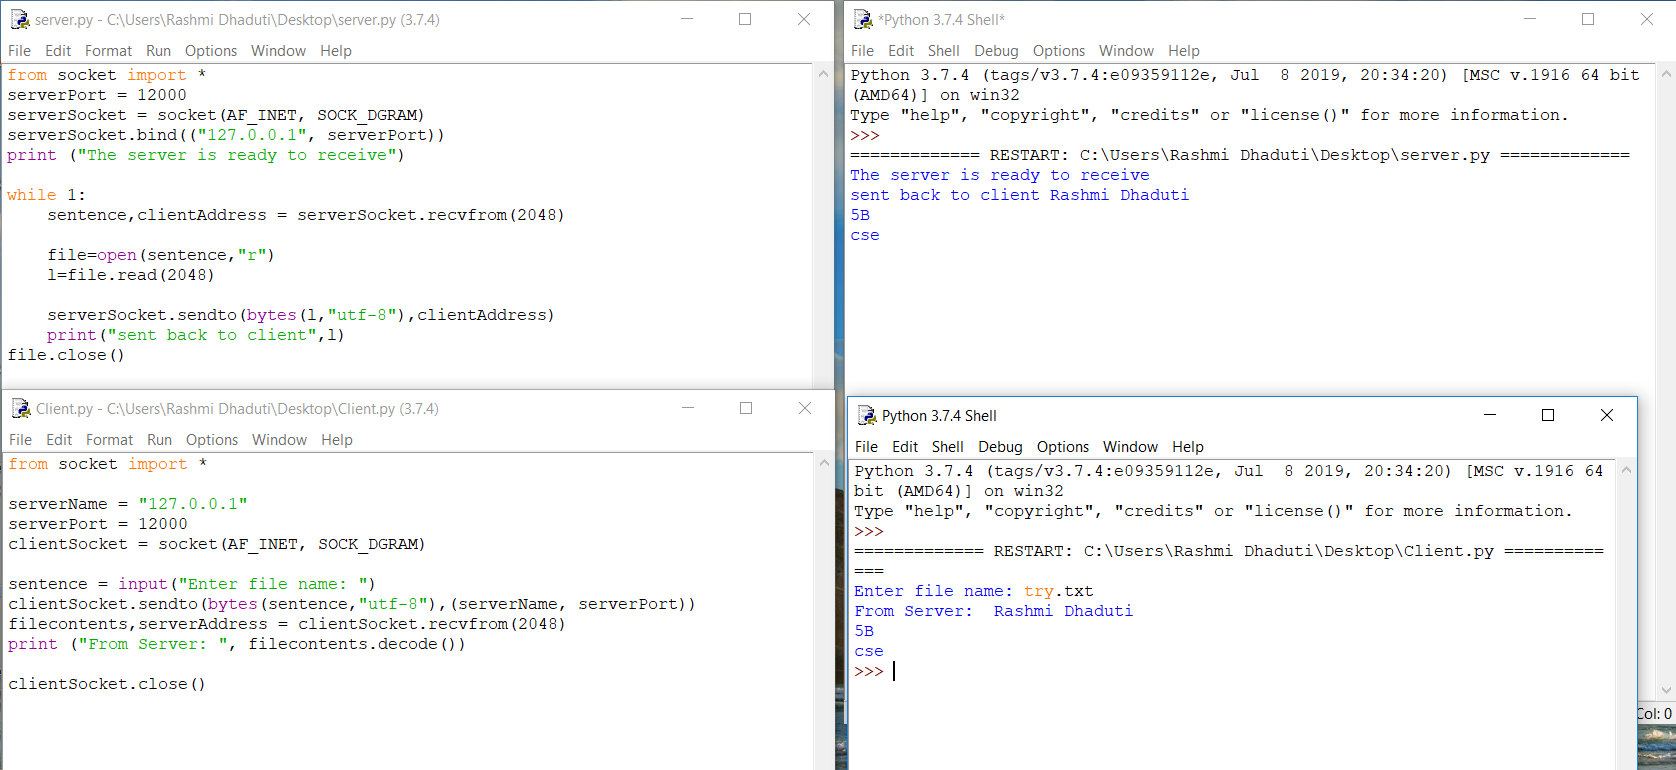 server.py - C:\Users\Rashmi Dhaduti\Desktop\server.py (3.7.4)
File Edit Format Run Options Window Help
from socket import *
serverPort = 12000
serverSocket = socket(AF_INET, SOCK_DGRAM)
serverSocket.bind(("127.0.0.1", serverPort))
print ("The server is ready to receive")
while 1:
    sentence,clientAddress = serverSocket.recvfrom(2048)
    file=open(sentence,"r")
    l=file.read(2048)
    serverSocket.sendto(bytes(l,"utf-8"),clientAddress)
    print("sent back to client",l)
file.close()
Client.py - C:\Users\Rashmi Dhaduti\Desktop\Client.py (3.7.4)
File Edit Format Run Options Window Help
from socket import *
serverName = "127.0.0.1"
serverPort = 12000
clientSocket = socket(AF_INET, SOCK_DGRAM)
sentence = input("Enter file name: ")
clientSocket.sendto(bytes(sentence,"utf-8"),(serverName, serverPort))
filecontents,serverAddress = clientSocket.recvfrom(2048)
print ("From Server: ", filecontents.decode())
clientSocket.close()
*Python 3.7.4 Shell*
File Edit Shell Debug Options Window Help
Python 3.7.4 (tags/v3.7.4:e09359112e, Jul  8 2019, 20:34:20) [MSC v.1916 64 bit
(AMD64)] on win32
Type "help", "copyright", "credits" or "license()" for more information.
>>>
============= RESTART: C:\Users\Rashmi Dhaduti\Desktop\server.py =============
The server is ready to receive
sent back to client Rashmi Dhaduti
5B
cse
Python 3.7.4 Shell
File Edit Shell Debug Options Window Help
Python 3.7.4 (tags/v3.7.4:e09359112e, Jul  8 2019, 20:34:20) [MSC v.1916 64
bit (AMD64)] on win32
Type "help", "copyright", "credits" or "license()" for more information.
>>>
============= RESTART: C:\Users\Rashmi Dhaduti\Desktop\Client.py ==========
===
Enter file name: try.txt
From Server:  Rashmi Dhaduti
5B
cse
>>>
Col: 0